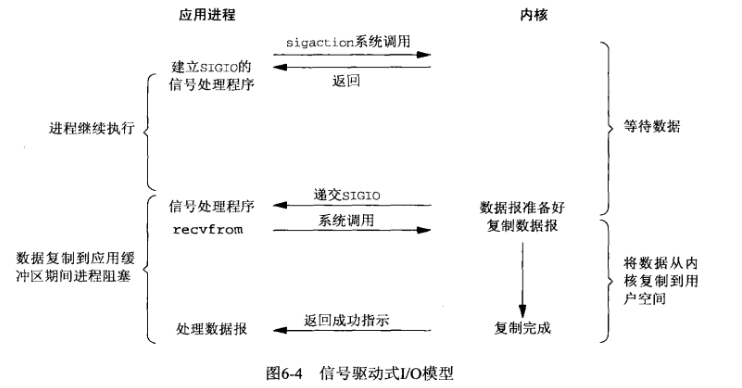 应用进程
内核
sigaction系统调用
建立SIGIO的
信号处理程序
返回
进程继续执行
等待数据
递交SIGIO
信号处理程序
数据报准备好
系统调用
recvfrom
复制数据报
数据复制到应用缓
冲区期间进程阻塞
将数据从内
核复制到用
户空间
返回成功指示
处理数据报
复制完成
图6-4 信号驱动式I/O模型